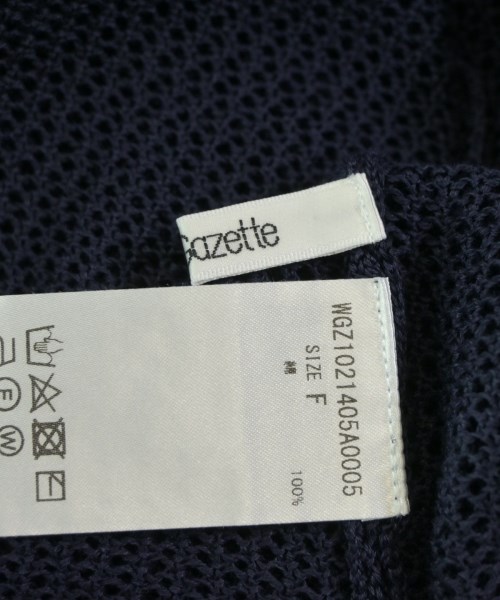 Gazette
WGZ1021405A0005
SIZE F
綿 100%
F
W